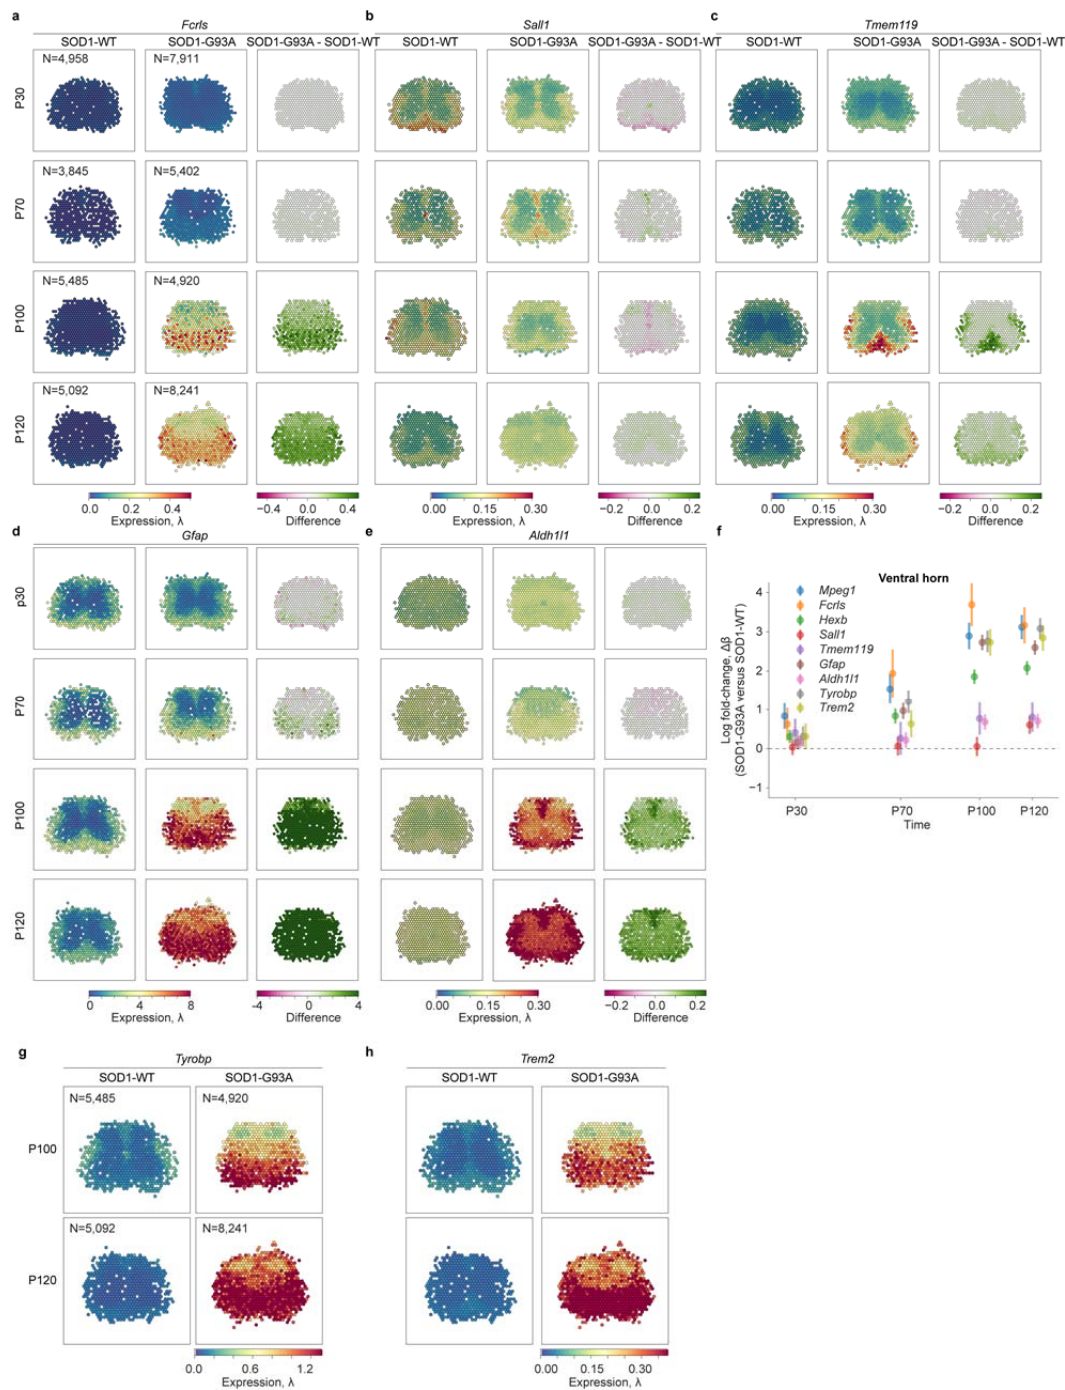 a
Fcrls
SOD1-WT SOD1-G93A SOD1-G93A - SOD1-WT
b
Sall1
SOD1-WT SOD1-G93A SOD1-G93A - SOD1-WT
c
Tmem119
SOD1-WT SOD1-G93A SOD1-G93A - SOD1-WT
P30
N=4,958 N=7,911
P70
N=3,845 N=5,402
P100
N=5,485 N=4,920
P120
N=5,092 N=8,241
0.0 0.2 0.4
Expression, λ
−0.4 0.0 0.4
Difference
0.00 0.15 0.30
Expression, λ
−0.2 0.0 0.2
Difference
0.00 0.15 0.30
Expression, λ
−0.2 0.0 0.2
Difference
d
Gfap
e
Aldh1l1
p30
P70
P100
P120
0 4 8
Expression, λ
−4 0 4
Difference
0.00 0.15 0.30
Expression, λ
−0.2 0.0 0.2
Difference
f
Ventral horn
Log fold-change, Δβ
(SOD1-G93A versus SOD1-WT)
4
3
2
1
0
−1
Mpeg1
Fcrls
Hexb
Sall1
Tmem119
Gfap
Aldh1l1
Tyrobp
Trem2
P30 P70 P100 P120
Time
g
Tyrobp
SOD1-WT SOD1-G93A
P100
N=5,485 N=4,920
P120
N=5,092 N=8,241
0.0 0.6 1.2
Expression, λ
h
Trem2
SOD1-WT SOD1-G93A
0.00 0.15 0.30
Expression, λ